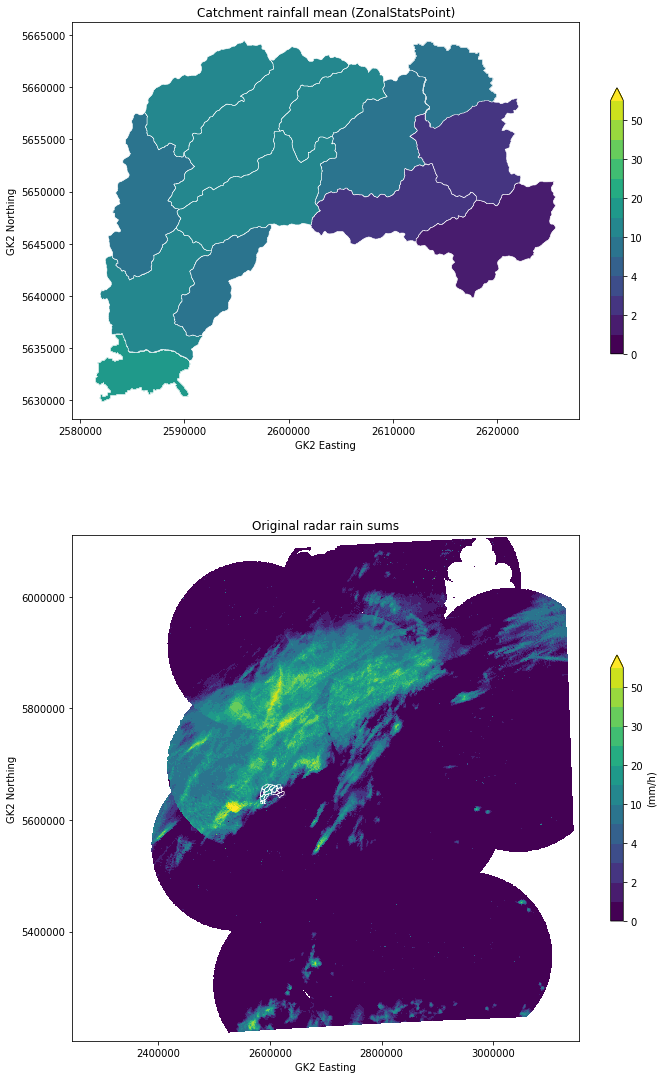 Catchment rainfall mean (ZonalStatsPoint)
5665000
5660000
5655000
5650000
5645000
5640000
5635000
5630000
GK2 Northing
2580000 2590000 2600000 2610000 2620000
GK2 Easting
50
30
20
10
4
2
0
Original radar rain sums
6000000
5800000
5600000
5400000
GK2 Northing
2400000 2600000 2800000 3000000
GK2 Easting
50
30
20
10
4
2
0
(mm/h)